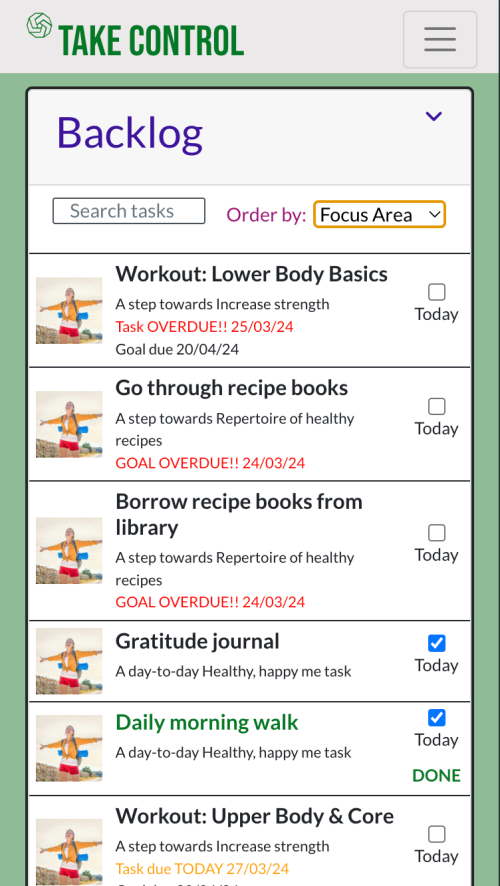 TAKE CONTROL
Backlog
Search tasks
Order by: Focus Area
Workout: Lower Body Basics
A step towards Increase strength
Task OVERDUE!! 25/03/24
Goal due 20/04/24
Today
Go through recipe books
A step towards Repertoire of healthy
recipes
GOAL OVERDUE!! 24/03/24
Today
Borrow recipe books from
library
A step towards Repertoire of healthy
recipes
GOAL OVERDUE!! 24/03/24
Today
Gratitude journal
A day-to-day Healthy, happy me task
Today
Daily morning walk
A day-to-day Healthy, happy me task
Today
DONE
Workout: Upper Body & Core
A step towards Increase strength
Task due TODAY 27/03/24
Today